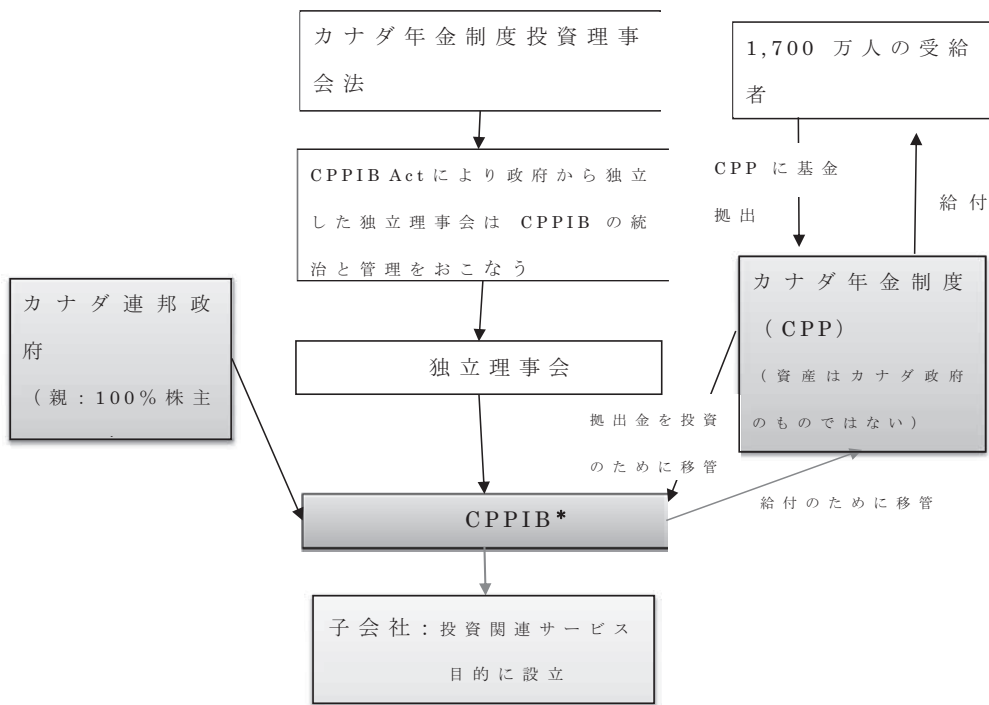 カナダ年金制度投資理事
会法
1,700 万人の受給
者
CPPIB Actにより政府から独立
した独立理事会は CPPIB の統
治と管理をおこなう
CPP に基金
拠出
給付
カナダ連邦政
府
(親:100%株主
独立理事会
カナダ年金制度
(CPP)
(資産はカナダ政府
のものではない)
拠出金を投資
のために移管
CPPIB*
給付のために移管
子会社:投資関連サービス
目的に設立